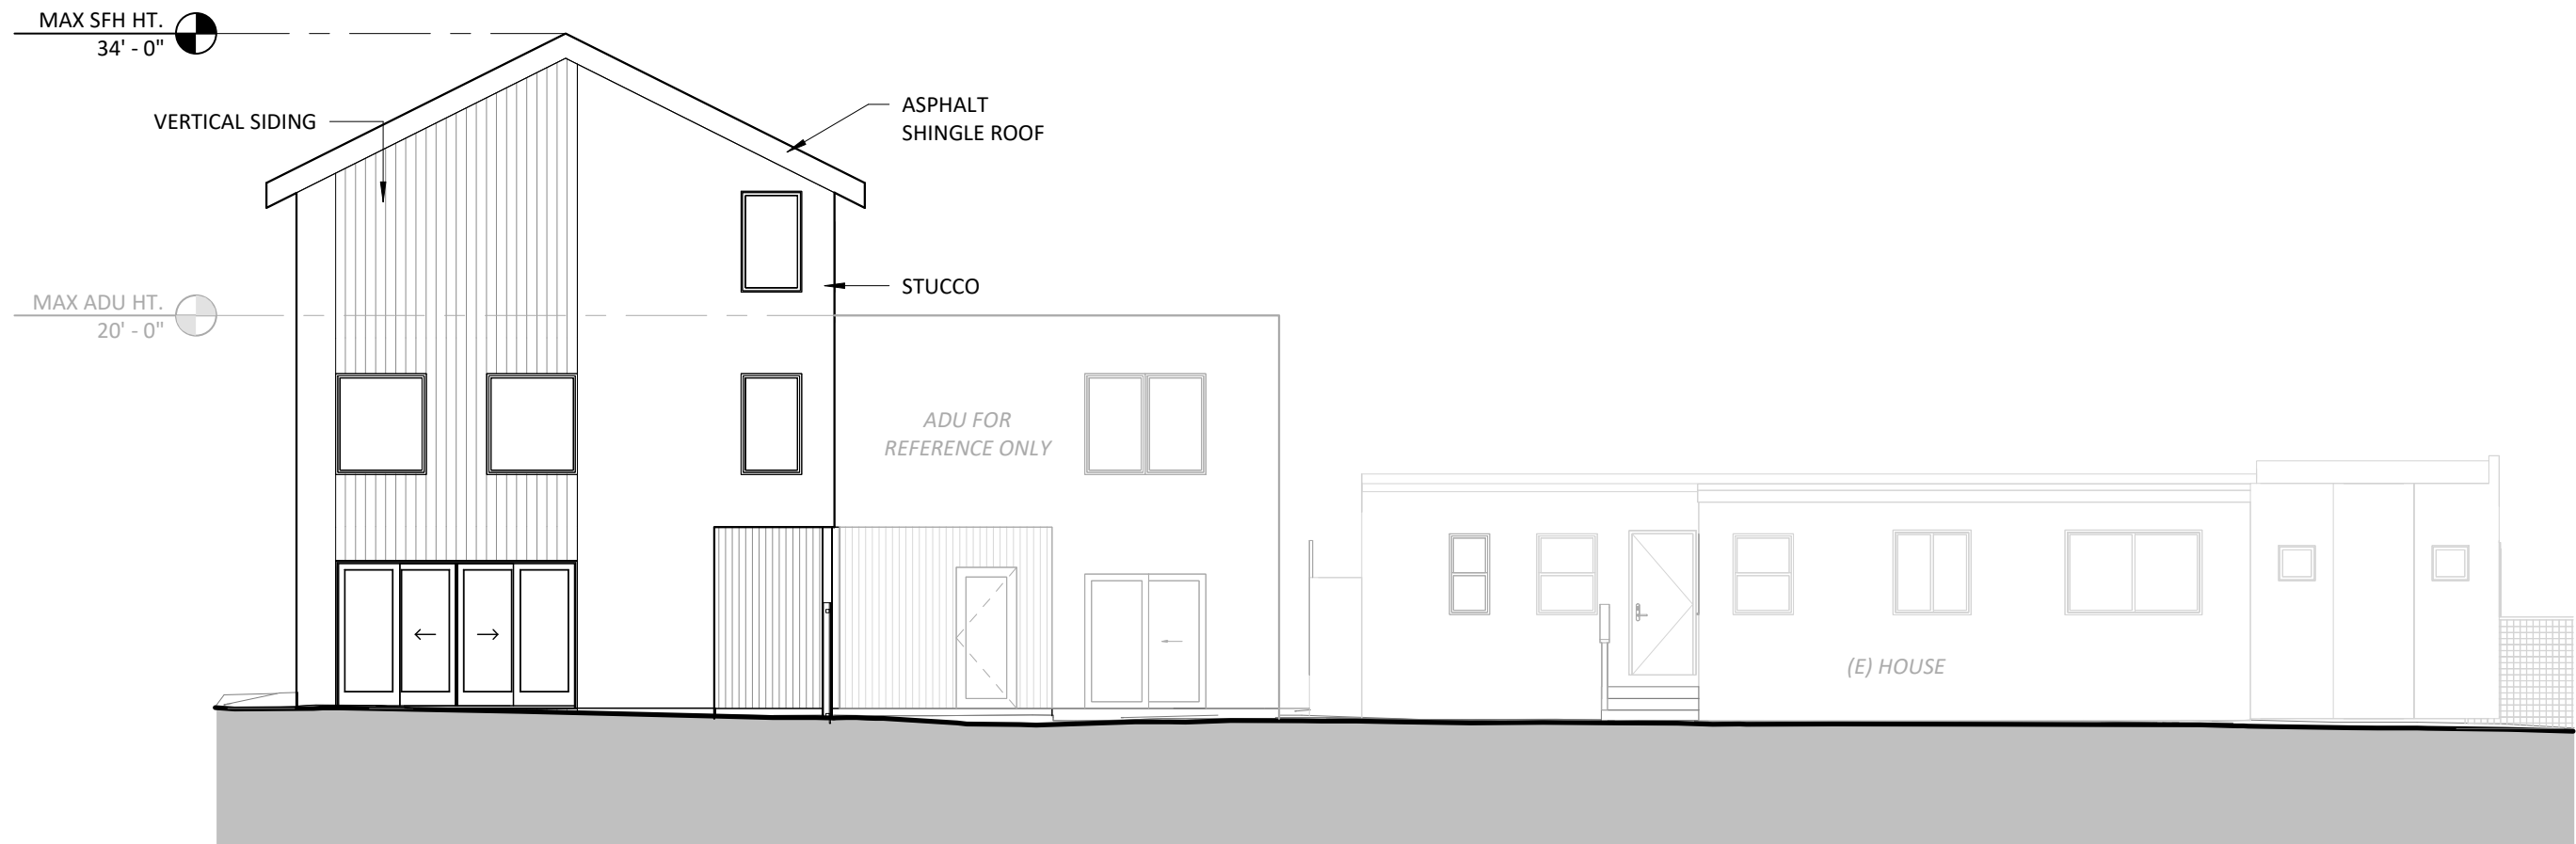 MAX SFH HT.
34' - 0"
VERTICAL SIDING
ASPHALT
SHINGLE ROOF
STUCCO
MAX ADU HT.
20' - 0"
ADU FOR
REFERENCE ONLY
(E) HOUSE